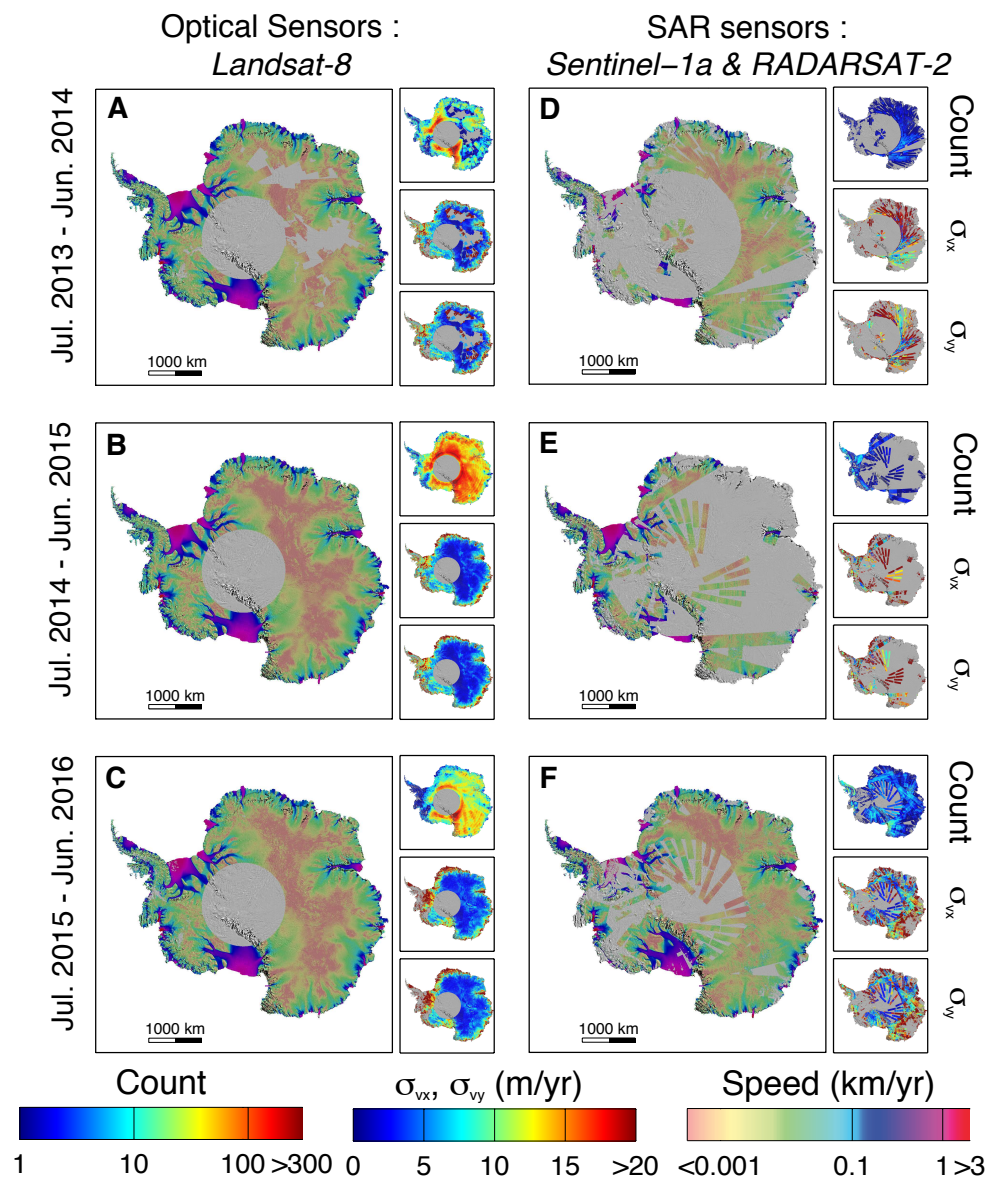 Optical Sensors :
Landsat-8
SAR sensors :
Sentinel−1a & RADARSAT-2
Jul. 2013 - Jun. 2014
A
1000 km
D
1000 km
Count
σvx
σvy
Jul. 2014 - Jun. 2015
B
1000 km
E
1000 km
Count
σvx
σvy
Jul. 2015 - Jun. 2016
C
1000 km
F
1000 km
Count
σvx
σvy
Count
1 10 100 >300
σvx, σvy (m/yr)
0 5 10 15 >20
Speed (km/yr)
<0.001 0.1 1 >3